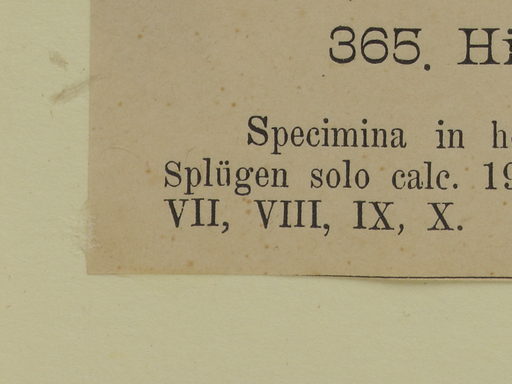 365. Hi
Specimina in h
Splügen solo calc. 19
VII, VIII, IX, X.